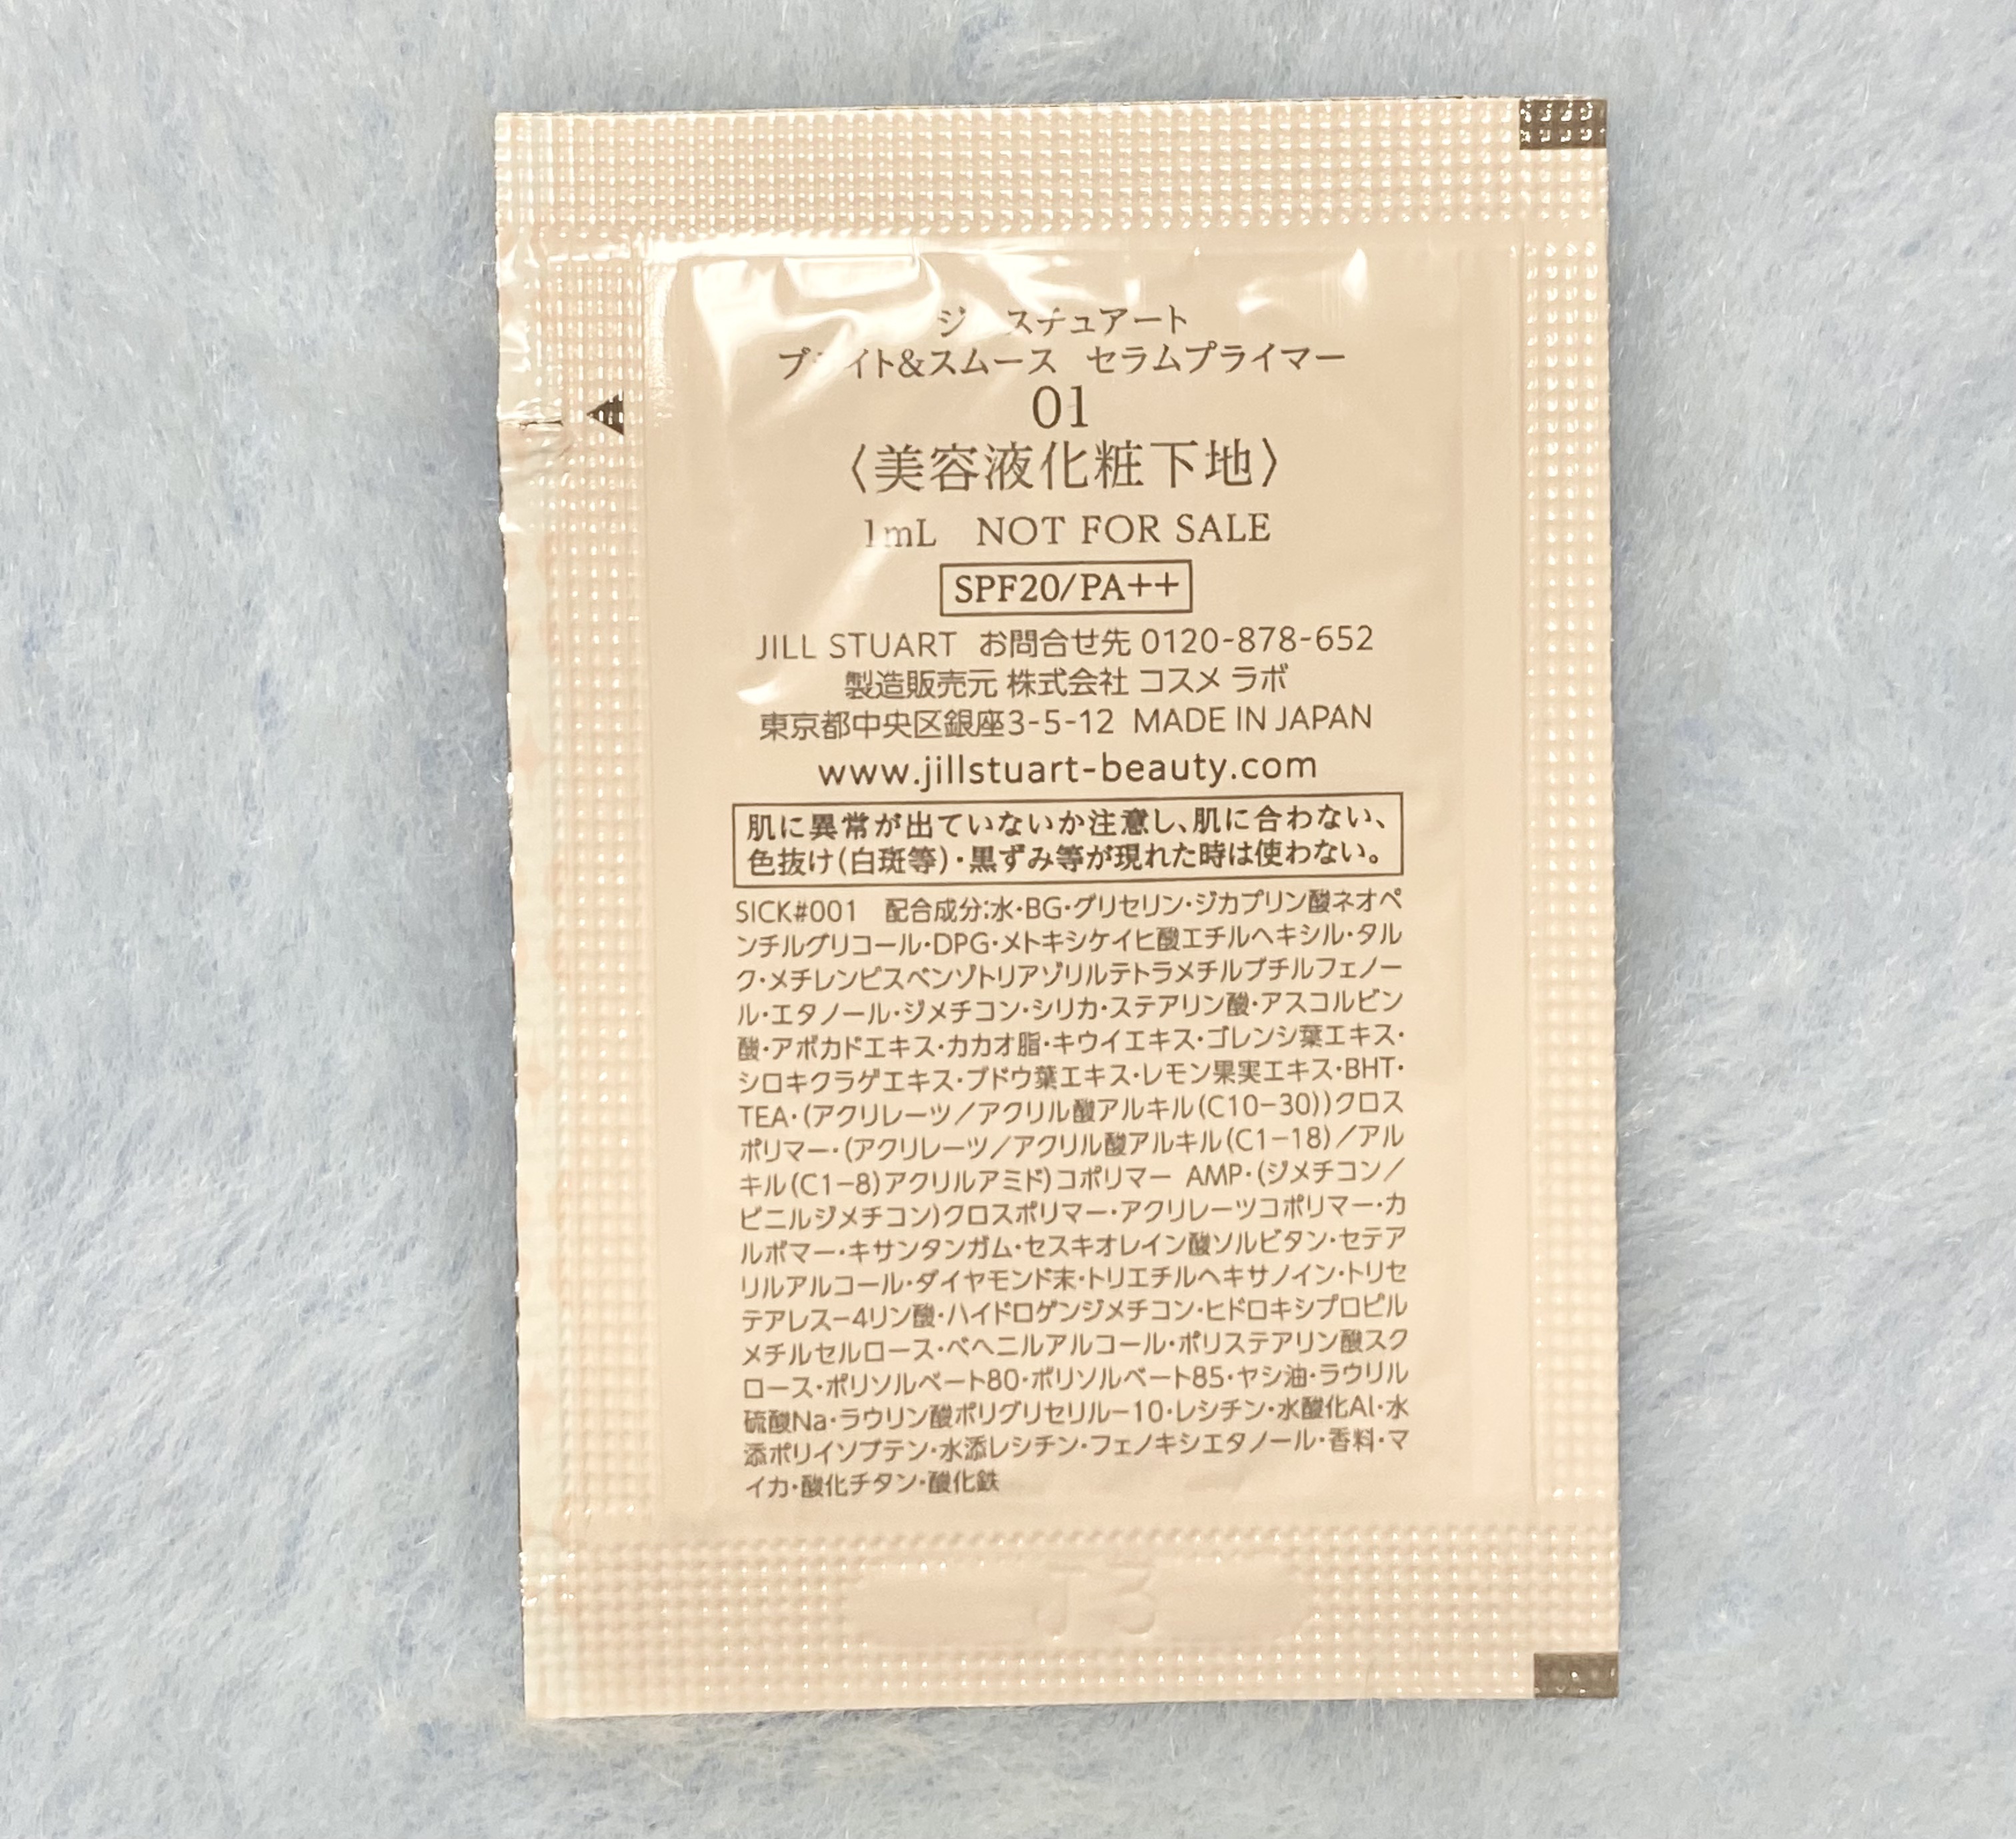 ジ スチュアート
ブ イト&スムース セラムプライマー
01
〈美容液化粧下地〉
1mL NOT FOR SALE
SPF20/PA++
JILL STUART お問合せ先 0120-878-652
製造販売元 株式会社 コスメ ラボ
東京都中央区銀座3-5-12 MADE IN JAPAN
www.jillstuart-beauty.com
肌に異常が出ていないか注意し、肌に合わない、
色抜け(白斑等)・黒ずみ等が現れた時は使わない。
SICK#001 配合成分:水・BG・グリセリン・ジカプリン酸ネオペ
ンチルグリコール・DPG・メトキシケイヒ酸エチルヘキシル・タル
ク・メチレンビスベンゾトリアゾリルテトラメチルブチルフェノー
ル・エタノール・ジメチコン・シリカ・ステアリン酸・アスコルビン
酸・アボカドエキス・カカオ脂・キウイエキス・ゴレンシ葉エキス・
シロキクラゲエキス・ブドウ葉エキス・レモン果実エキス・BHT・
TEA・(アクリレーツ/アクリル酸アルキル(C10-30))クロス
ポリマー・(アクリレーツ/アクリル酸アルキル(C1-18)/アル
キル(C1-8)アクリルアミド)コポリマー AMP・(ジメチコン/
ビニルジメチコン)クロスポリマー・アクリレーツコポリマー・カ
ルボマー・キサンタンガム・セスキオレイン酸ソルビタン・セテア
リルアルコール・ダイヤモンド末・トリエチルヘキサノイン・トリセ
テアレス-4リン酸・ハイドロゲンジメチコン・ヒドロキシプロピル
メチルセルロース・ベヘニルアルコール・ポリステアリン酸スク
ロース・ポリソルベート80・ポリソルベート85・ヤシ油・ラウリル
硫酸Na・ラウリン酸ポリグリセリル-10・レシチン・水酸化Al・水
添ポリイソブテン・水添レシチン・フェノキシエタノール・香料・マ
イカ・酸化チタン・酸化鉄